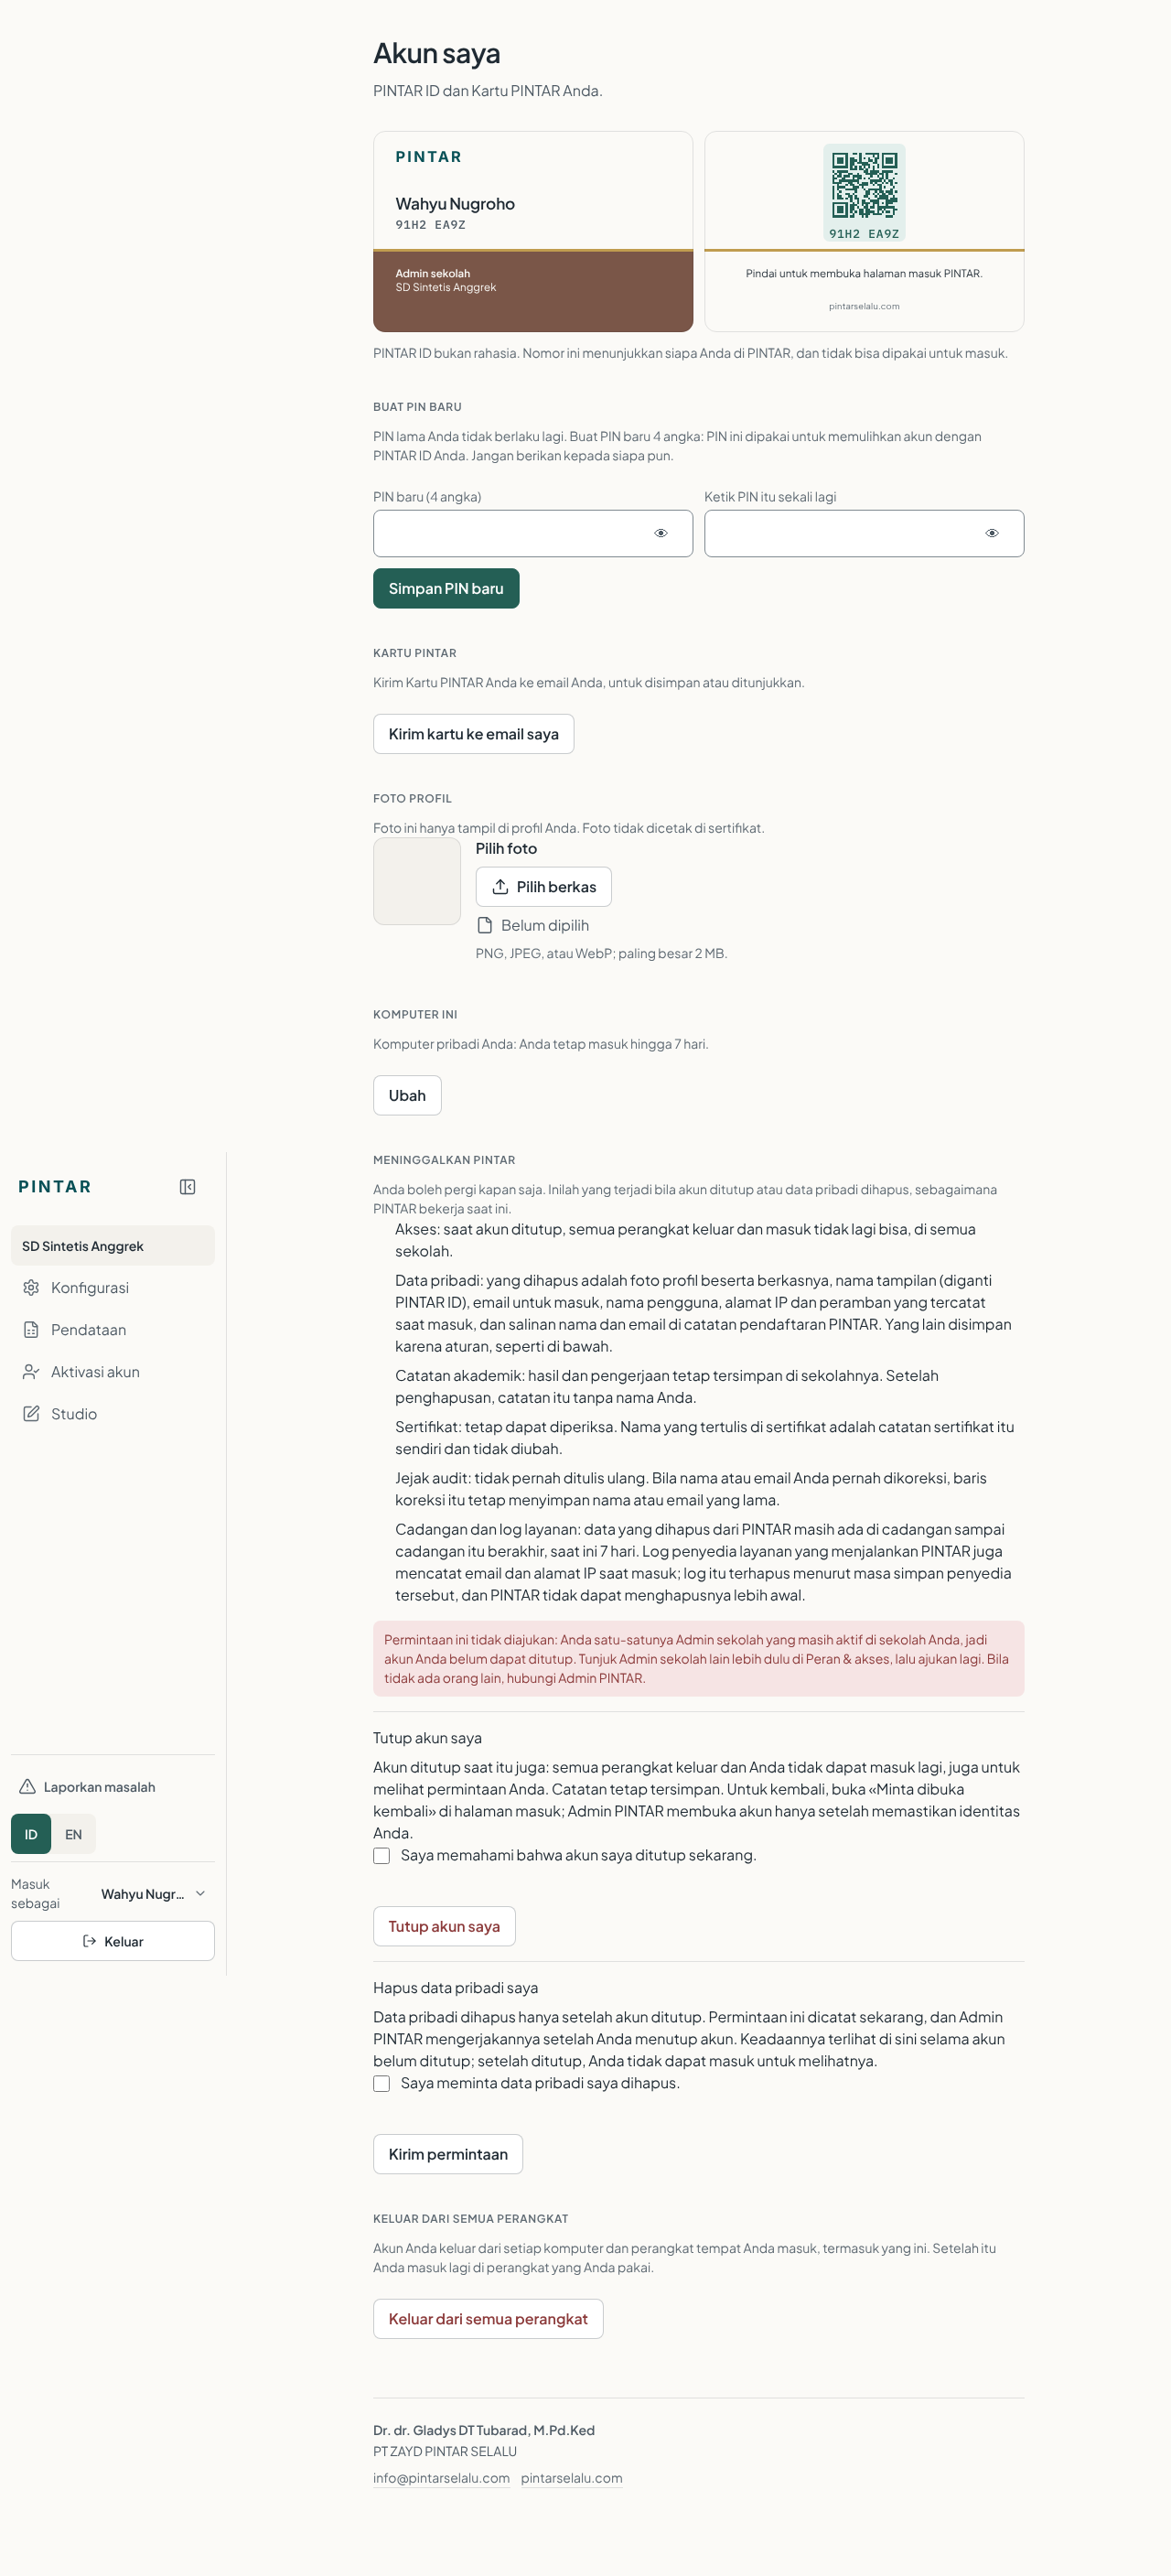 Akun saya
PINTAR ID dan Kartu PINTAR Anda.
PINTAR
Wahyu Nugroho
91H2 EA9Z
Admin sekolah
SD Sintetis Anggrek
91H2 EA9Z
Pindai untuk membuka halaman masuk PINTAR.
pintarselalu.com
PINTAR ID bukan rahasia. Nomor ini menunjukkan siapa Anda di PINTAR, dan tidak bisa dipakai untuk masuk.
BUAT PIN BARU
PIN lama Anda tidak berlaku lagi. Buat PIN baru 4 angka: PIN ini dipakai untuk memulihkan akun dengan
PINTAR ID Anda. Jangan berikan kepada siapa pun.
PIN baru (4 angka)
Ketik PIN itu sekali lagi
Simpan PIN baru
KARTU PINTAR
Kirim Kartu PINTAR Anda ke email Anda, untuk disimpan atau ditunjukkan.
Kirim kartu ke email saya
FOTO PROFIL
Foto ini hanya tampil di profil Anda. Foto tidak dicetak di sertifikat.
Pilih foto
Pilih berkas
Belum dipilih
PNG, JPEG, atau WebP; paling besar 2 MB.
KOMPUTER INI
Komputer pribadi Anda: Anda tetap masuk hingga 7 hari.
Ubah
MENINGGALKAN PINTAR
Anda boleh pergi kapan saja. Inilah yang terjadi bila akun ditutup atau data pribadi dihapus, sebagaimana
PINTAR bekerja saat ini.
Akses: saat akun ditutup, semua perangkat keluar dan masuk tidak lagi bisa, di semua
sekolah.
Data pribadi: yang dihapus adalah foto profil beserta berkasnya, nama tampilan (diganti
PINTAR ID), email untuk masuk, nama pengguna, alamat IP dan peramban yang tercatat
saat masuk, dan salinan nama dan email di catatan pendaftaran PINTAR. Yang lain disimpan
karena aturan, seperti di bawah.
Catatan akademik: hasil dan pengerjaan tetap tersimpan di sekolahnya. Setelah
penghapusan, catatan itu tanpa nama Anda.
Sertifikat: tetap dapat diperiksa. Nama yang tertulis di sertifikat adalah catatan sertifikat itu
sendiri dan tidak diubah.
Jejak audit: tidak pernah ditulis ulang. Bila nama atau email Anda pernah dikoreksi, baris
koreksi itu tetap menyimpan nama atau email yang lama.
Cadangan dan log layanan: data yang dihapus dari PINTAR masih ada di cadangan sampai
cadangan itu berakhir, saat ini 7 hari. Log penyedia layanan yang menjalankan PINTAR juga
mencatat email dan alamat IP saat masuk; log itu terhapus menurut masa simpan penyedia
tersebut, dan PINTAR tidak dapat menghapusnya lebih awal.
Permintaan ini tidak diajukan: Anda satu-satunya Admin sekolah yang masih aktif di sekolah Anda, jadi
akun Anda belum dapat ditutup. Tunjuk Admin sekolah lain lebih dulu di Peran & akses, lalu ajukan lagi. Bila
tidak ada orang lain, hubungi Admin PINTAR.
Tutup akun saya
Akun ditutup saat itu juga: semua perangkat keluar dan Anda tidak dapat masuk lagi, juga untuk
melihat permintaan Anda. Catatan tetap tersimpan. Untuk kembali, buka «Minta dibuka
kembali» di halaman masuk; Admin PINTAR membuka akun hanya setelah memastikan identitas
Anda.
Saya memahami bahwa akun saya ditutup sekarang.
Tutup akun saya
Hapus data pribadi saya
Data pribadi dihapus hanya setelah akun ditutup. Permintaan ini dicatat sekarang, dan Admin
PINTAR mengerjakannya setelah Anda menutup akun. Keadaannya terlihat di sini selama akun
belum ditutup; setelah ditutup, Anda tidak dapat masuk untuk melihatnya.
Saya meminta data pribadi saya dihapus.
Kirim permintaan
KELUAR DARI SEMUA PERANGKAT
Akun Anda keluar dari setiap komputer dan perangkat tempat Anda masuk, termasuk yang ini. Setelah itu
Anda masuk lagi di perangkat yang Anda pakai.
Keluar dari semua perangkat
Dr. dr. Gladys DT Tubarad, M.Pd.Ked
PT ZAYD PINTAR SELALU
info@pintarselalu.com pintarselalu.com
PINTAR
SD Sintetis Anggrek
Konfigurasi
Pendataan
Aktivasi akun
Studio
Laporkan masalah
ID EN
Masuk
sebagai
Wahyu Nugr...
Keluar